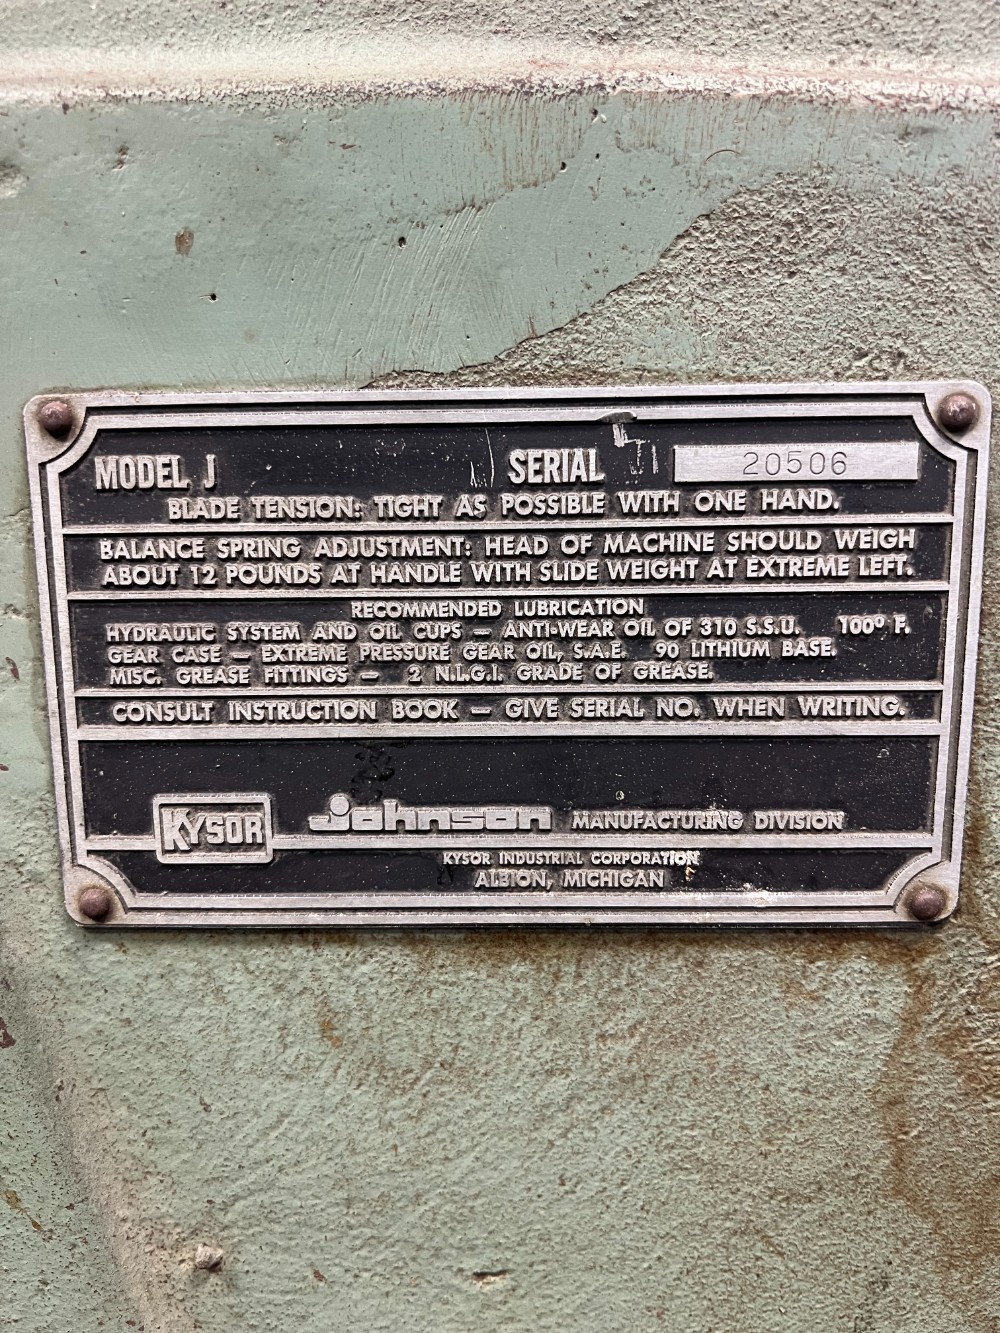 MODEL J SERIAL 20506
BLADE TENSION: TIGHT AS POSSIBLE WITH ONE HAND.
BALANCE SPRING ADJUSTMENT: HEAD OF MACHINE SHOULD WEIGH
ABOUT 12 POUNDS AT HANDLE WITH SLIDE WEIGHT AT EXTREME LEFT.
RECOMMENDED LUBRICATION
HYDRAULIC SYSTEM AND OIL CUPS — ANTI-WEAR OIL OF 310 S.S.U. 100º F.
GEAR CASE — EXTREME PRESSURE GEAR OIL, S.A.E. 90 LITHIUM BASE.
MISC. GREASE FITTINGS — 2 N.L.G.I. GRADE OF GREASE.
CONSULT INSTRUCTION BOOK — GIVE SERIAL NO. WHEN WRITING.
KYSOR Johnson MANUFACTURING DIVISION
KYSOR INDUSTRIAL CORPORATION
ALBION, MICHIGAN